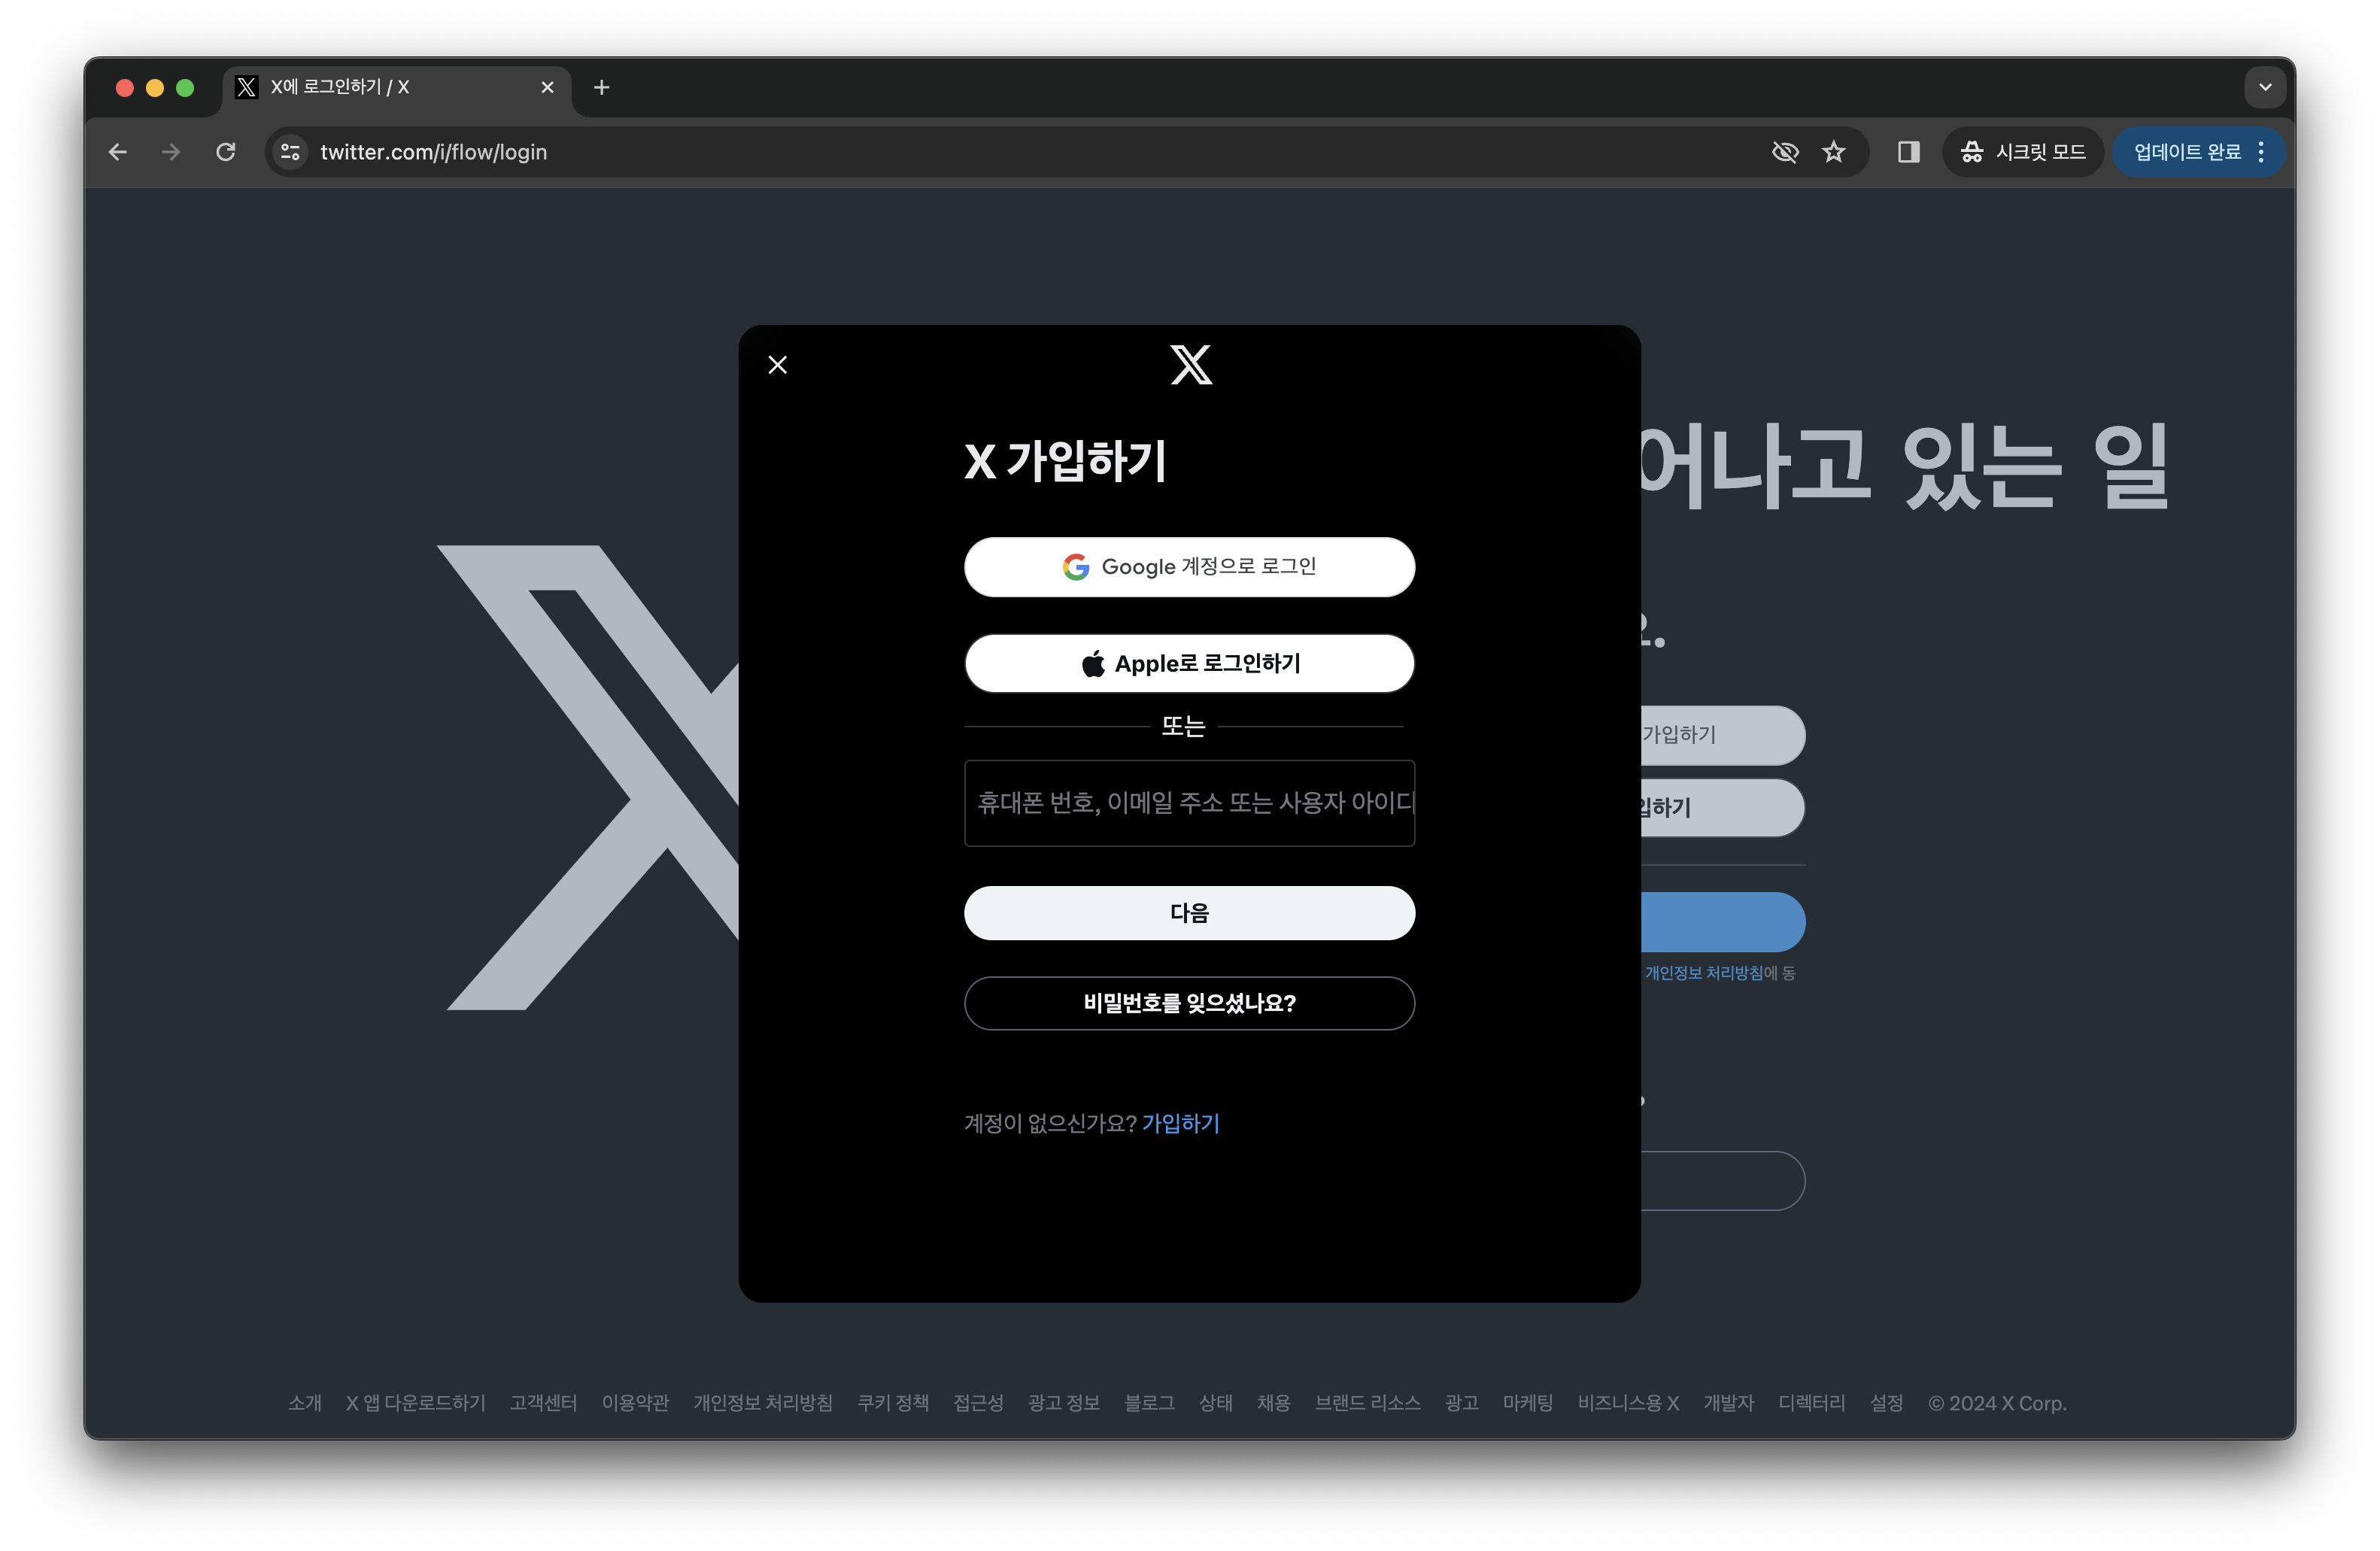 X에 로그인하기 / X
twitter.com/i/flow/login
시크릿 모드
업데이트 완료
X 가입하기
어나고 있는 일
Google 계정으로 로그인
Apple로 로그인하기
또는
휴대폰 번호, 이메일 주소 또는 사용자 아이디
다음
비밀번호를 잊으셨나요?
계정이 없으신가요? 가입하기
가입하기
입하기
개인정보 처리방침에 동
소개 X 앱 다운로드하기 고객센터 이용약관 개인정보 처리방침 쿠키 정책 접근성 광고 정보 블로그 상태 채용 브랜드 리소스 광고 마케팅 비즈니스용 X 개발자 디렉터리 설정 © 2024 X Corp.